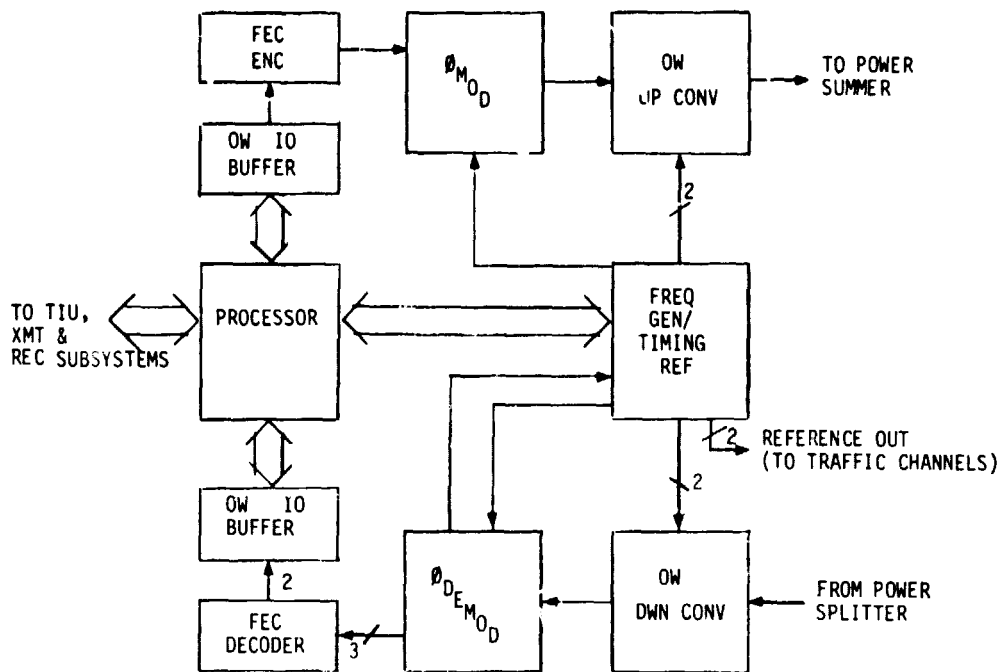 FEC
ENC
ØMOD
OW
UP CONV
TO POWER
SUMMER
OW IO
BUFFER
2
TO TIU,
XMT &
REC SUBSYSTEMS
PROCESSOR
FREQ
GEN/
TIMING
REF
2
REFERENCE OUT
(TO TRAFFIC CHANNELS)
2
OW IO
BUFFER
2
FEC
DECODER
3
ØDEMOD
OW
DWN CONV
FROM POWER
SPLITTER